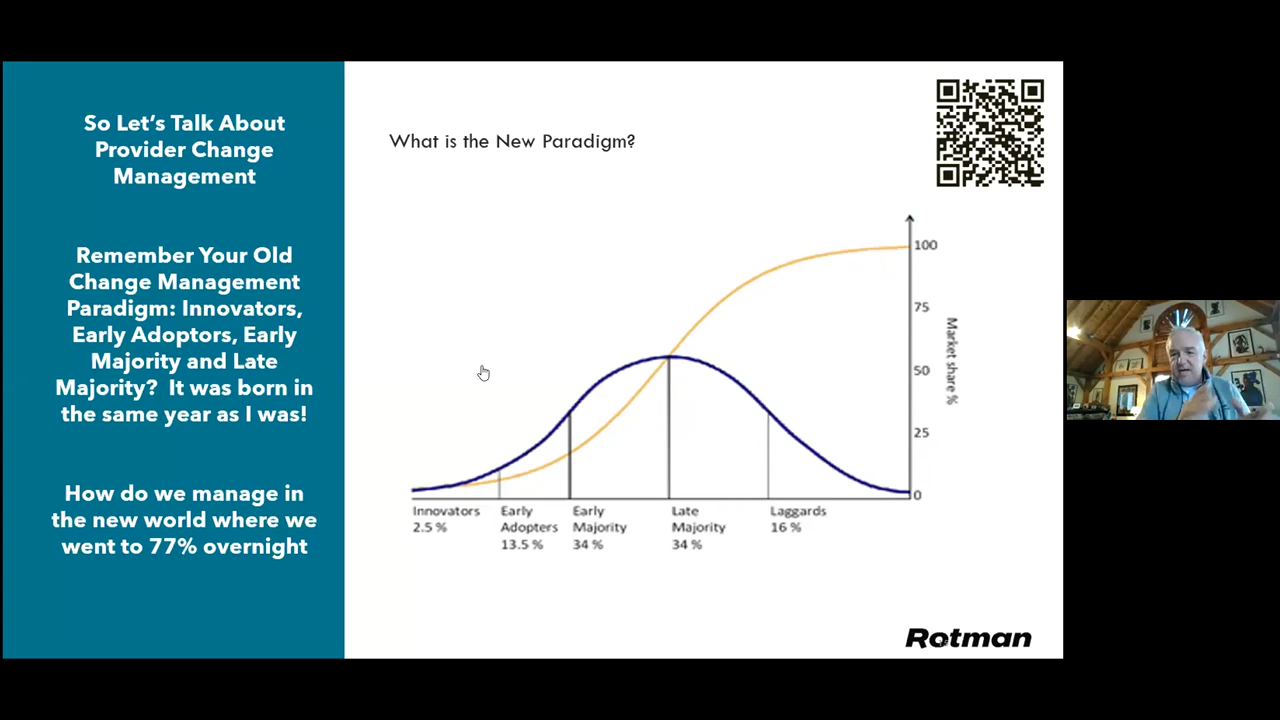 So Let's Talk About
Provider Change
Management
Remember Your Old
Change Management
Paradigm: Innovators,
Early Adoptors, Early
Majority and Late
Majority? It was born in
the same year as I was!
How do we manage in
the new world where we
went to 77% overnight
What is the New Paradigm?
100
75
50
25
0
Market share %
Innovators
2.5 %
Early
Adopters
13.5 %
Early
Majority
34 %
Late
Majority
34 %
Laggards
16 %
Rotman